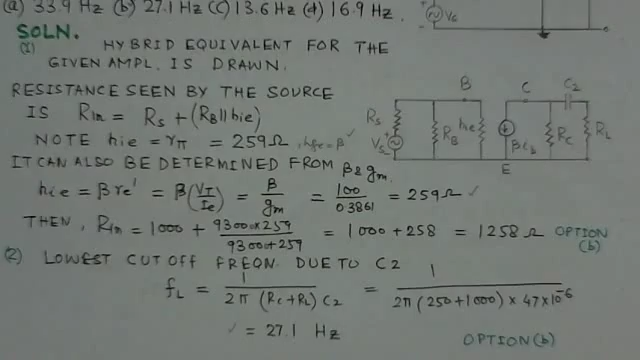 (a) 33.9 Hz (b) 27.1 Hz (c) 13.6 Hz (d) 16.9 Hz.
Vs
SOLN.
(1) HYBRID EQUIVALENT FOR THE
GIVEN AMPL. IS DRAWN.
RESISTANCE SEEN BY THE SOURCE
IS Rin = Rs + (RB||hie)
NOTE hie = rπ = 259Ω, hfe = β ✓
IT CAN ALSO BE DETERMINED FROM β & gm.
hie = β re' = β(VT/Ie) = β/gm = 100/0.3861 = 259Ω ✓
THEN, Rin = 1000 + 9300×259/9300+259 = 1000 + 258 = 1258 Ω OPTION (b)
(2) LOWEST CUT OFF FREQN. DUE TO C2
fL = 1/2π (Rc+RL) C2 = 1/2π(250+1000) × 47×10⁻⁶
✓ = 27.1 Hz OPTION (b)
B C C2
Rs Vs + RB hie βib Rc RL
E